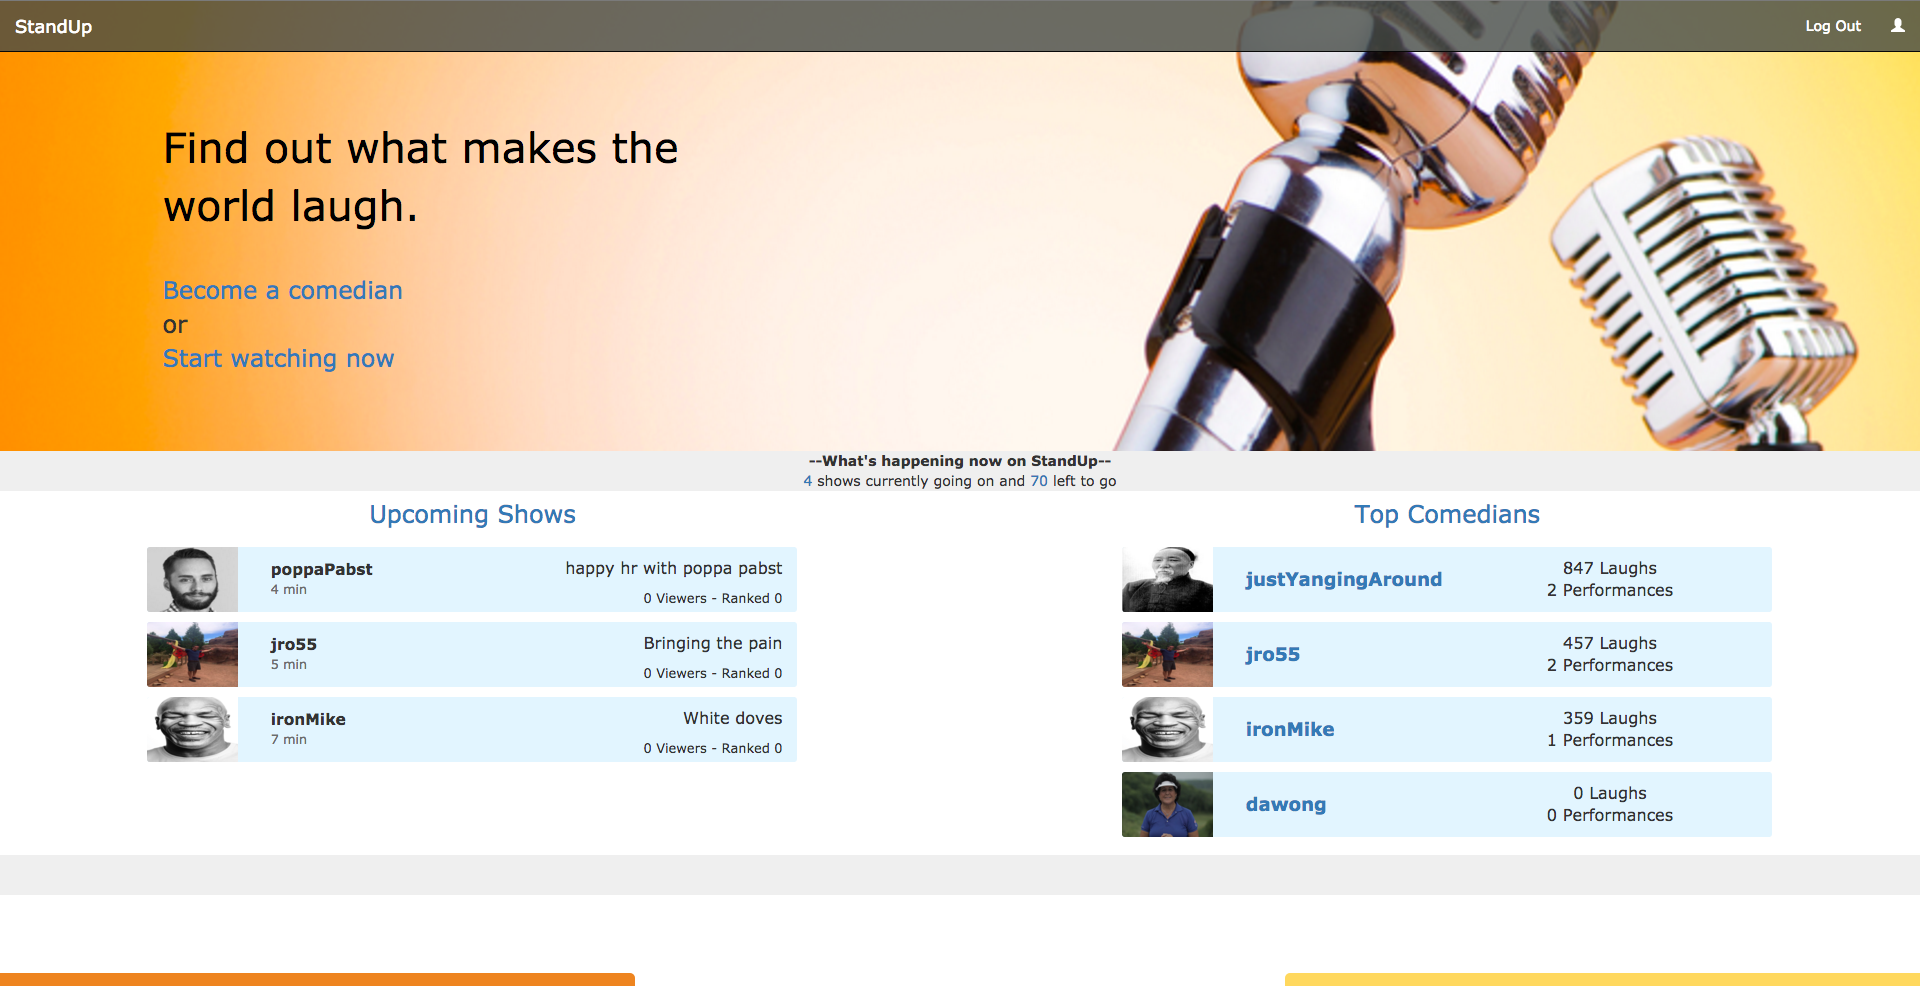 StandUp
Log Out
Find out what makes the
world laugh.
Become a comedian
or
Start watching now
--What's happening now on StandUp--
4 shows currently going on and 70 left to go
Upcoming Shows
poppaPabst
4 min
happy hr with poppa pabst
0 Viewers - Ranked 0
jro55
5 min
Bringing the pain
0 Viewers - Ranked 0
ironMike
7 min
White doves
0 Viewers - Ranked 0
Top Comedians
justYangingAround
847 Laughs
2 Performances
jro55
457 Laughs
2 Performances
ironMike
359 Laughs
1 Performances
dawong
0 Laughs
0 Performances